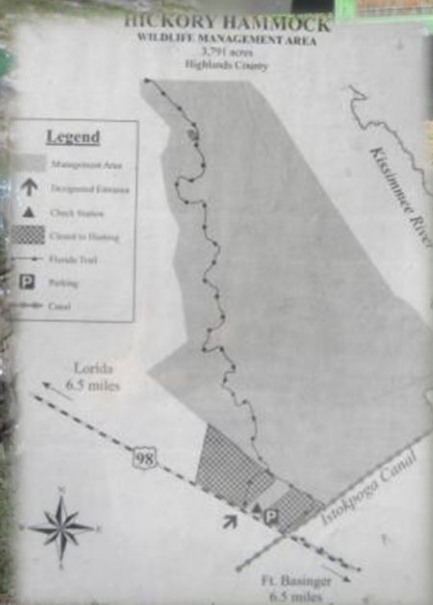 HICKORY HAMMOCK
WILDLIFE MANAGEMENT AREA
3,791 acres
Highlands County
Legend
Management Area
Designated Entrance
Check Station
Closed to Hunting
Florida Trail
P
Parking
Canal
Kissimmee River
Lorida
6.5 miles
98
P
Istokpoga Canal
N
W
E
S
Ft. Basinger
6.5 miles